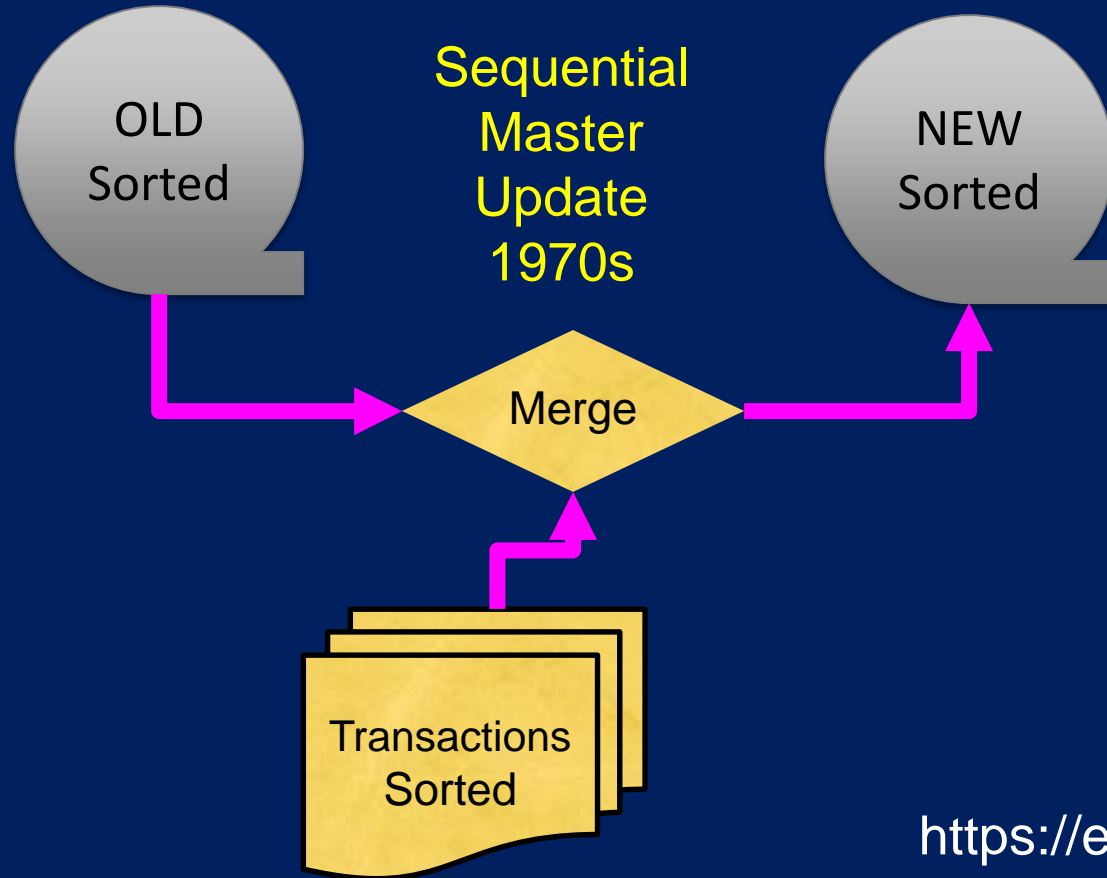 OLD
Sorted
Sequential
Master
Update
1970s
NEW
Sorted
Merge
Transactions
Sorted
https://e